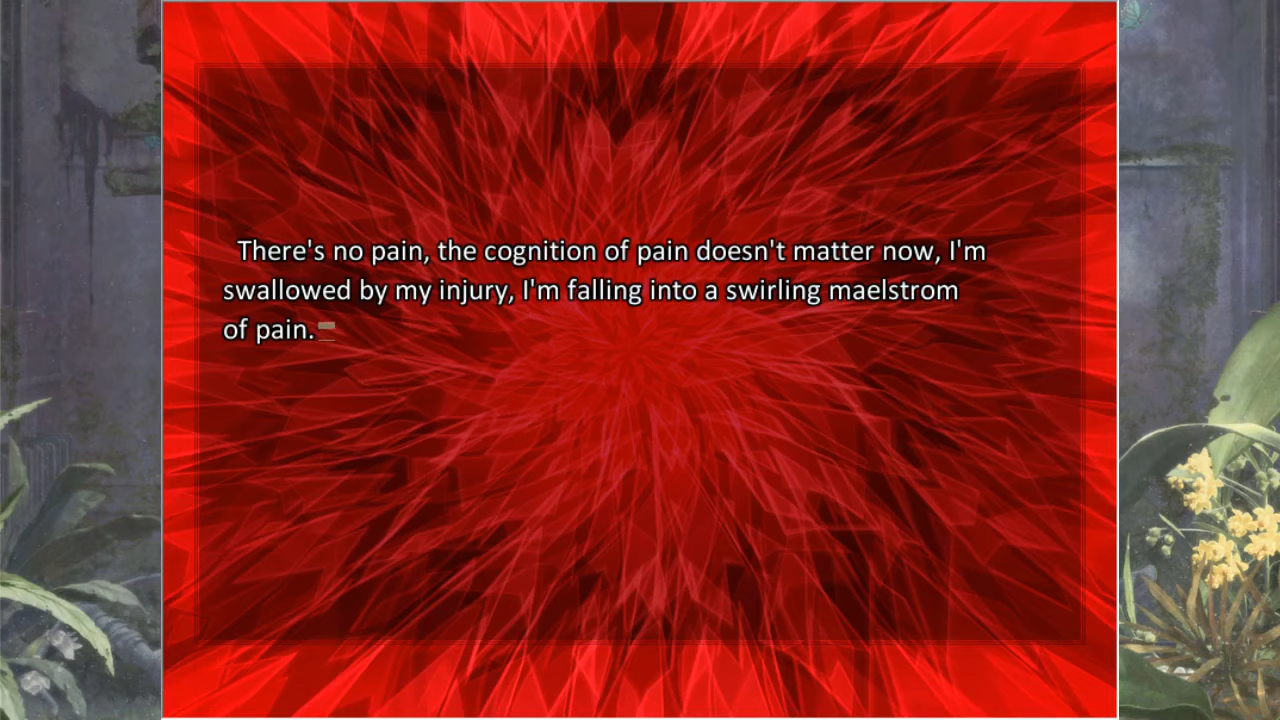 There's no pain, the cognition of pain doesn't matter now, I'm
swallowed by my injury, I'm falling into a swirling maelstrom
of pain.